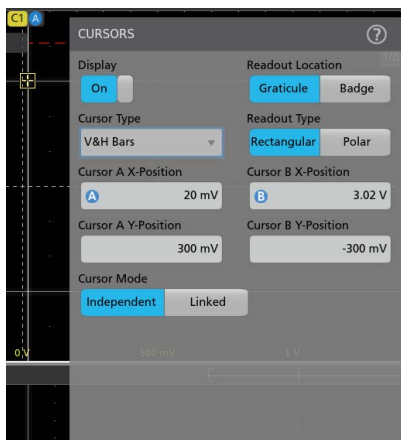 C1 A
CURSORS ?
Display Readout Location
On Graticule Badge
Cursor Type Readout Type
V&H Bars Rectangular Polar
Cursor A X-Position Cursor B X-Position
A 20 mV B 3.02 V
Cursor A Y-Position Cursor B Y-Position
300 mV -300 mV
Cursor Mode
Independent Linked
0 V 500 mV 1 V